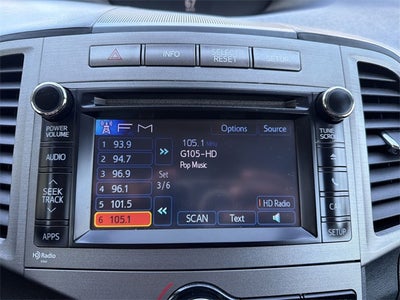 INFO
SELECT
RESET
SETUP
POWER
VOLUME
FM
Options
Source
TUNE
SCROLL
1 93.9
105.1 MHz
2 94.7
G105-HD
AUDIO
3 96.9
Pop Music
4 96.1
Set
3/6
SEEK
TRACK
5 101.5
HD Radio
6 105.1
SCAN
Text
APPS
SETUP
HD Radio